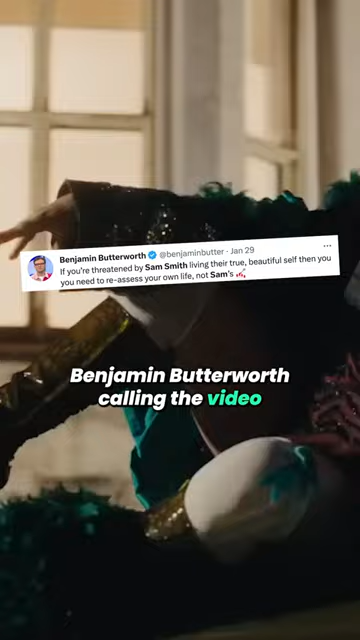 Benjamin Butterworth @benjaminbutter · Jan 29
If you're threatened by Sam Smith living their true, beautiful self then you
you need to re-assess your own life, not Sam's
Benjamin Butterworth
calling the video